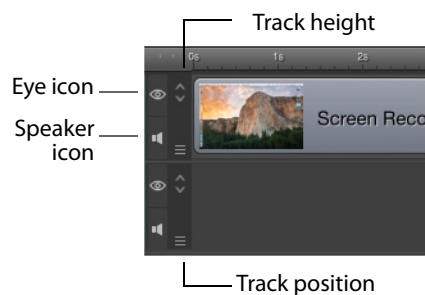 Track height
0s 1s 2s
Eye icon
Screen Reco
Speaker
icon
Track position